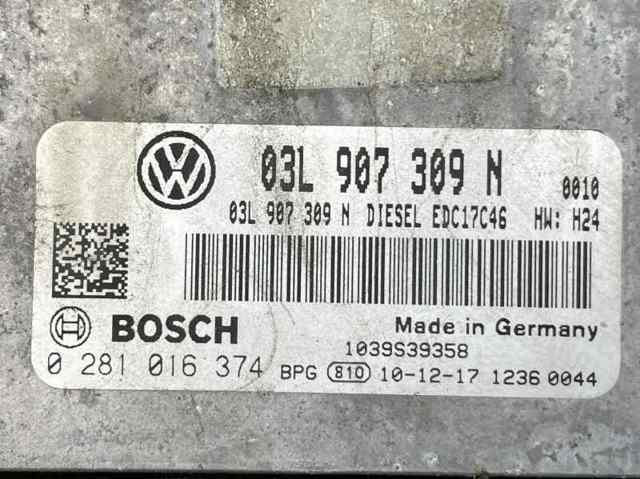 03L 907 309 N 0010
03L 907 309 N DIESEL EDC17C46 HW: H24
BOSCH Made in Germany
1039S39358
0 281 016 374 BPG 810 10-12-17 1236 0044